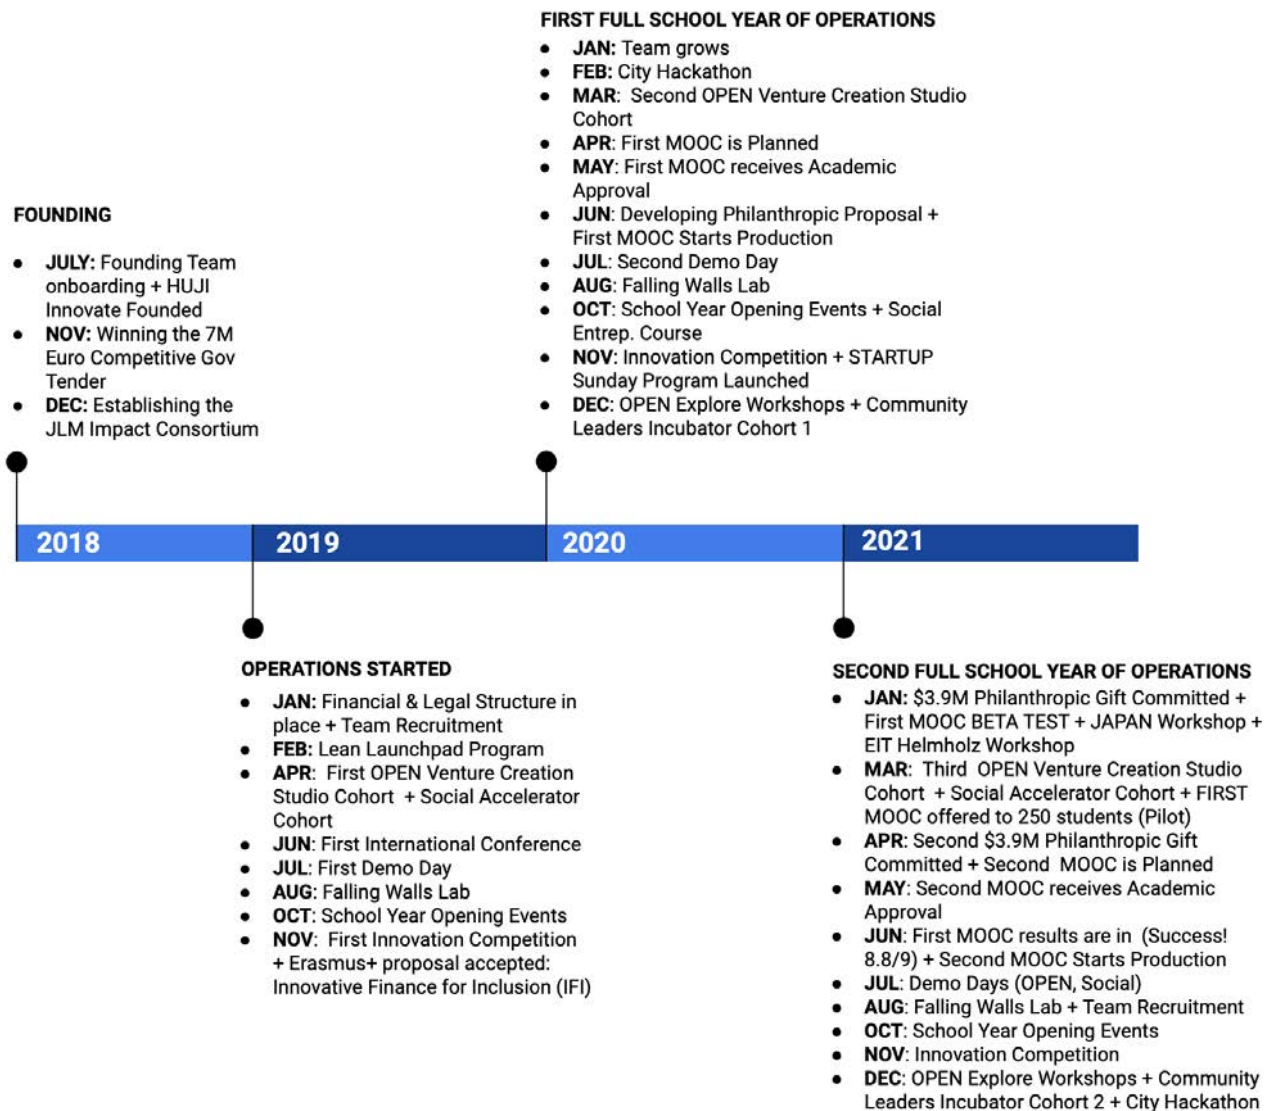 FIRST FULL SCHOOL YEAR OF OPERATIONS
● JAN: Team grows
● FEB: City Hackathon
● MAR: Second OPEN Venture Creation Studio
Cohort
● APR: First MOOC is Planned
● MAY: First MOOC receives Academic
Approval
● JUN: Developing Philanthropic Proposal +
First MOOC Starts Production
● JUL: Second Demo Day
● AUG: Falling Walls Lab
● OCT: School Year Opening Events + Social
Entrep. Course
● NOV: Innovation Competition + STARTUP
Sunday Program Launched
● DEC: OPEN Explore Workshops + Community
Leaders Incubator Cohort 1
FOUNDING
● JULY: Founding Team
onboarding + HUJI
Innovate Founded
● NOV: Winning the 7M
Euro Competitive Gov
Tender
● DEC: Establishing the
JLM Impact Consortium
2018 2019 2020 2021
OPERATIONS STARTED
● JAN: Financial & Legal Structure in
place + Team Recruitment
● FEB: Lean Launchpad Program
● APR: First OPEN Venture Creation
Studio Cohort + Social Accelerator
Cohort
● JUN: First International Conference
● JUL: First Demo Day
● AUG: Falling Walls Lab
● OCT: School Year Opening Events
● NOV: First Innovation Competition
+ Erasmus+ proposal accepted:
Innovative Finance for Inclusion (IFI)
SECOND FULL SCHOOL YEAR OF OPERATIONS
● JAN: $3.9M Philanthropic Gift Committed +
First MOOC BETA TEST + JAPAN Workshop +
EIT Helmholz Workshop
● MAR: Third OPEN Venture Creation Studio
Cohort + Social Accelerator Cohort + FIRST
MOOC offered to 250 students (Pilot)
● APR: Second $3.9M Philanthropic Gift
Committed + Second MOOC is Planned
● MAY: Second MOOC receives Academic
Approval
● JUN: First MOOC results are in (Success!
8.8/9) + Second MOOC Starts Production
● JUL: Demo Days (OPEN, Social)
● AUG: Falling Walls Lab + Team Recruitment
● OCT: School Year Opening Events
● NOV: Innovation Competition
● DEC: OPEN Explore Workshops + Community
Leaders Incubator Cohort 2 + City Hackathon